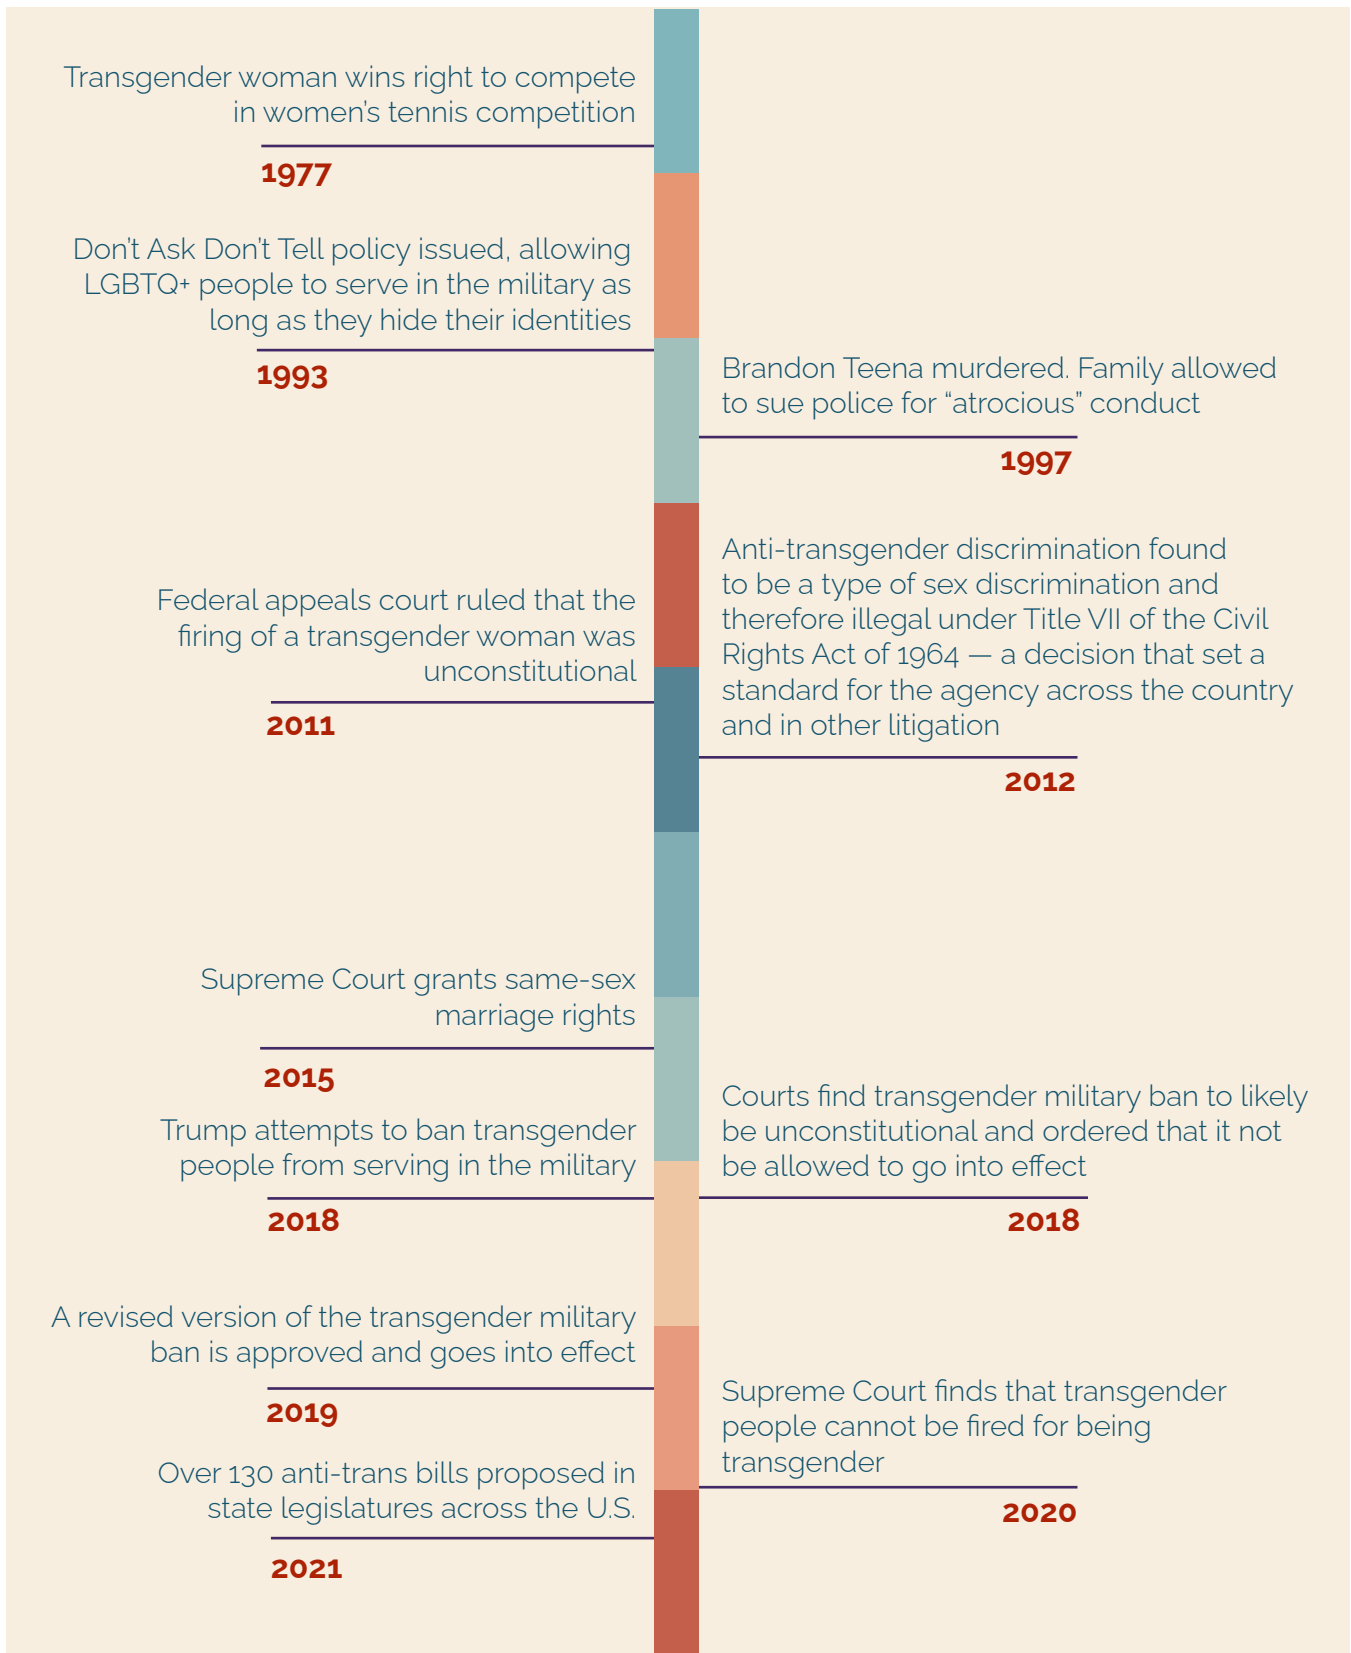 Transgender woman wins right to compete
in women’s tennis competition
1977
Don’t Ask Don’t Tell policy issued, allowing
LGBTQ+ people to serve in the military as
long as they hide their identities
1993
Brandon Teena murdered. Family allowed
to sue police for “atrocious” conduct
1997
Federal appeals court ruled that the
firing of a transgender woman was
unconstitutional
2011
Anti-transgender discrimination found
to be a type of sex discrimination and
therefore illegal under Title VII of the Civil
Rights Act of 1964 — a decision that set a
standard for the agency across the country
and in other litigation
2012
Supreme Court grants same-sex
marriage rights
2015
Trump attempts to ban transgender
people from serving in the military
2018
Courts find transgender military ban to likely
be unconstitutional and ordered that it not
be allowed to go into effect
2018
A revised version of the transgender military
ban is approved and goes into effect
2019
Supreme Court finds that transgender
people cannot be fired for being
transgender
2020
Over 130 anti-trans bills proposed in
state legislatures across the U.S.
2021